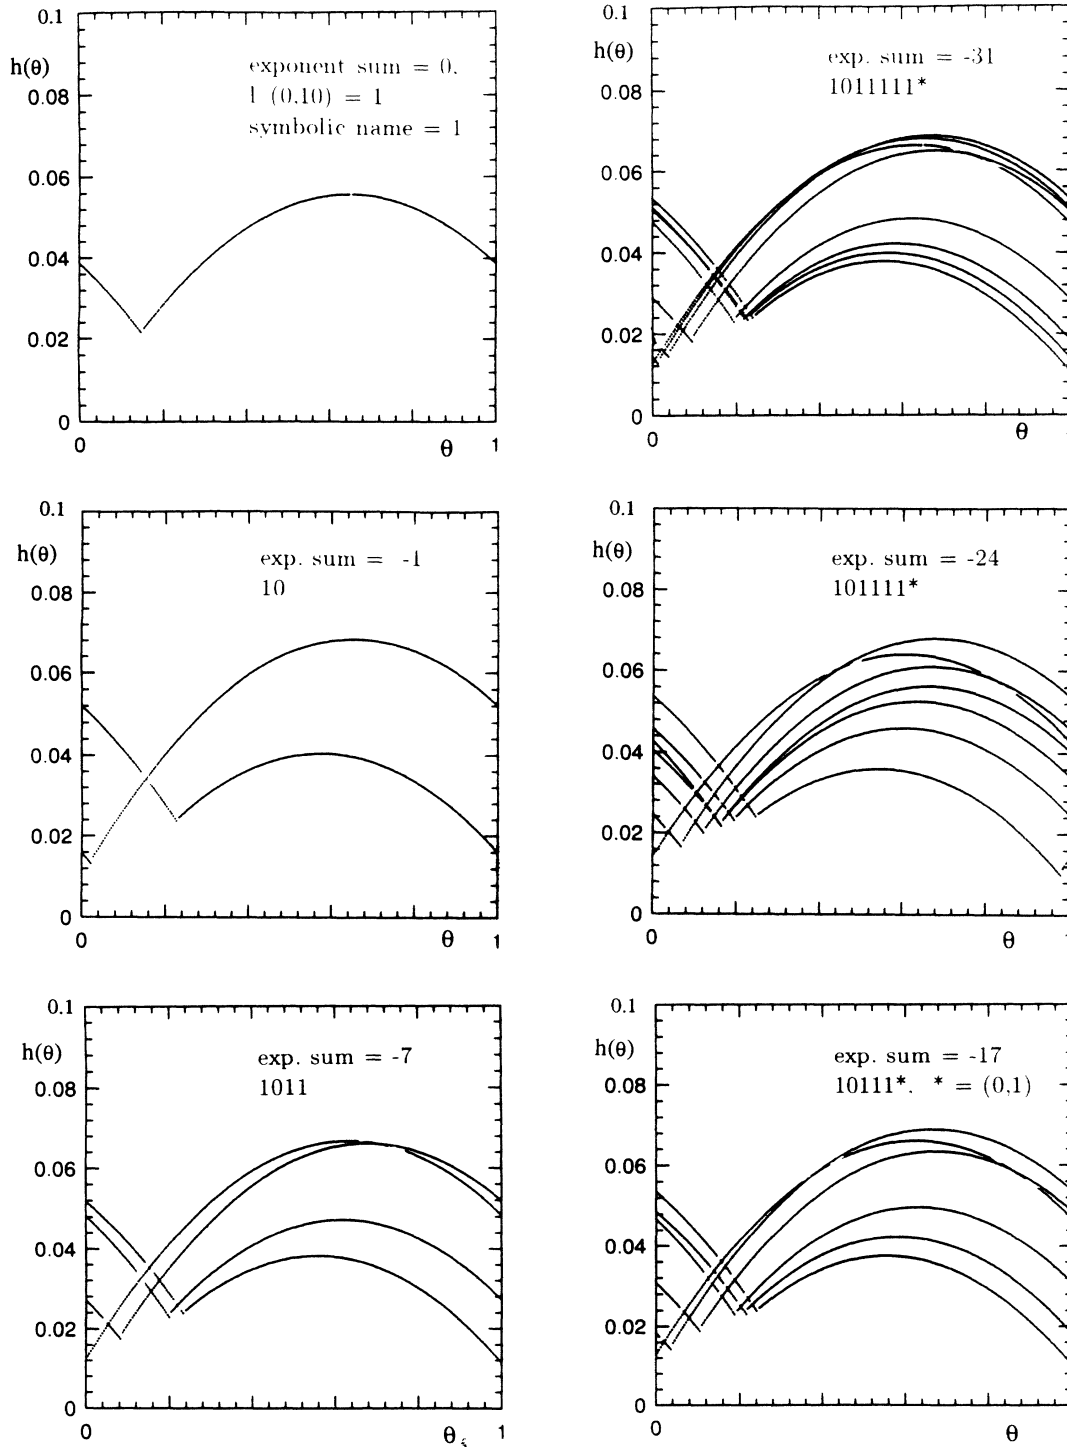 0.1
h(θ)
0.08
0.06
0.04
0.02
0
exponent sum = 0,
l (0,10) = 1
symbolic name = 1
0
θ
1
0.1
h(θ)
0.08
0.06
0.04
0.02
0
exp. sum = -31
1011111*
0
θ
0.1
h(θ)
0.08
0.06
0.04
0.02
0
exp. sum = -1
10
0
θ
1
0.1
h(θ)
0.08
0.06
0.04
0.02
0
exp. sum = -24
101111*
0
θ
0.1
h(θ)
0.08
0.06
0.04
0.02
0
exp. sum = -7
1011
0
θ
1
0.1
h(θ)
0.08
0.06
0.04
0.02
0
exp. sum = -17
10111*. * = (0,1)
0
θ